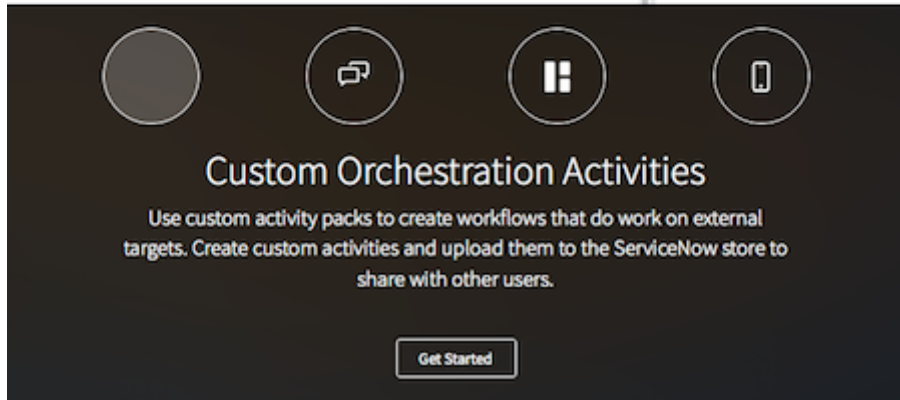 Custom Orchestration Activities
Use custom activity packs to create workflows that do work on external
targets. Create custom activities and upload them to the ServiceNow store to
share with other users.
Get Started